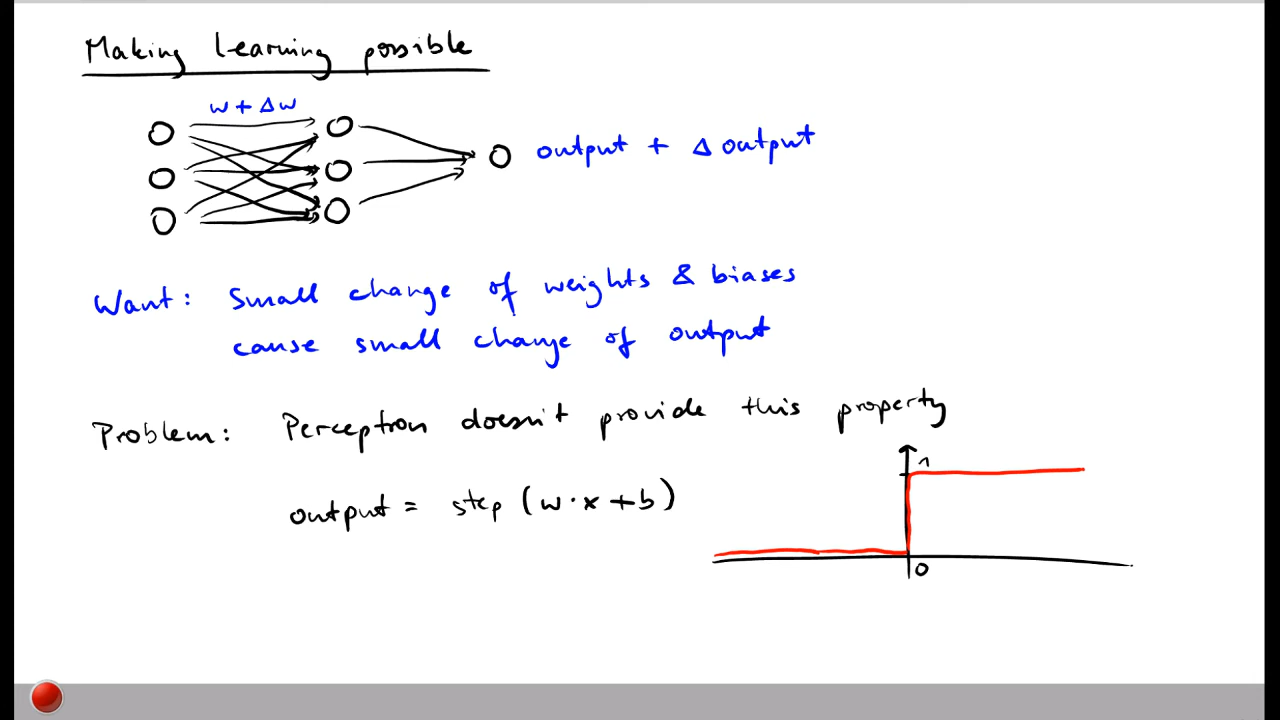 Making learning possible
w + Δw
output + Δ output
Want: Small change of weights & biases
cause small change of output
Problem: Perceptron doesn't provide this property
output = step (w · x + b)
1
0